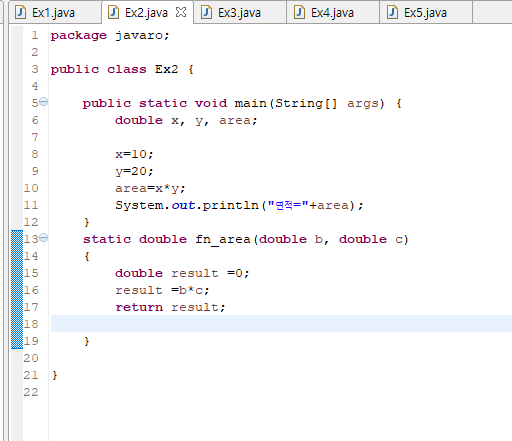 Ex1.java Ex2.java Ex3.java Ex4.java Ex5.java
1 package javaro;
2
3 public class Ex2 {
4
5 public static void main(String[] args) {
6 double x, y, area;
7
8 x=10;
9 y=20;
10 area=x*y;
11 System.out.println("면적="+area);
12 }
13 static double fn_area(double b, double c)
14 {
15 double result =0;
16 result =b*c;
17 return result;
18
19 }
20
21 }
22